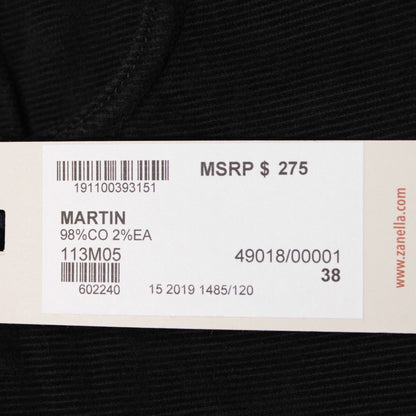 MSRP $ 275
191100393151
MARTIN
98%CO 2%EA
113M05 49018/00001
38
602240 15 2019 1485/120
www.zanella.com